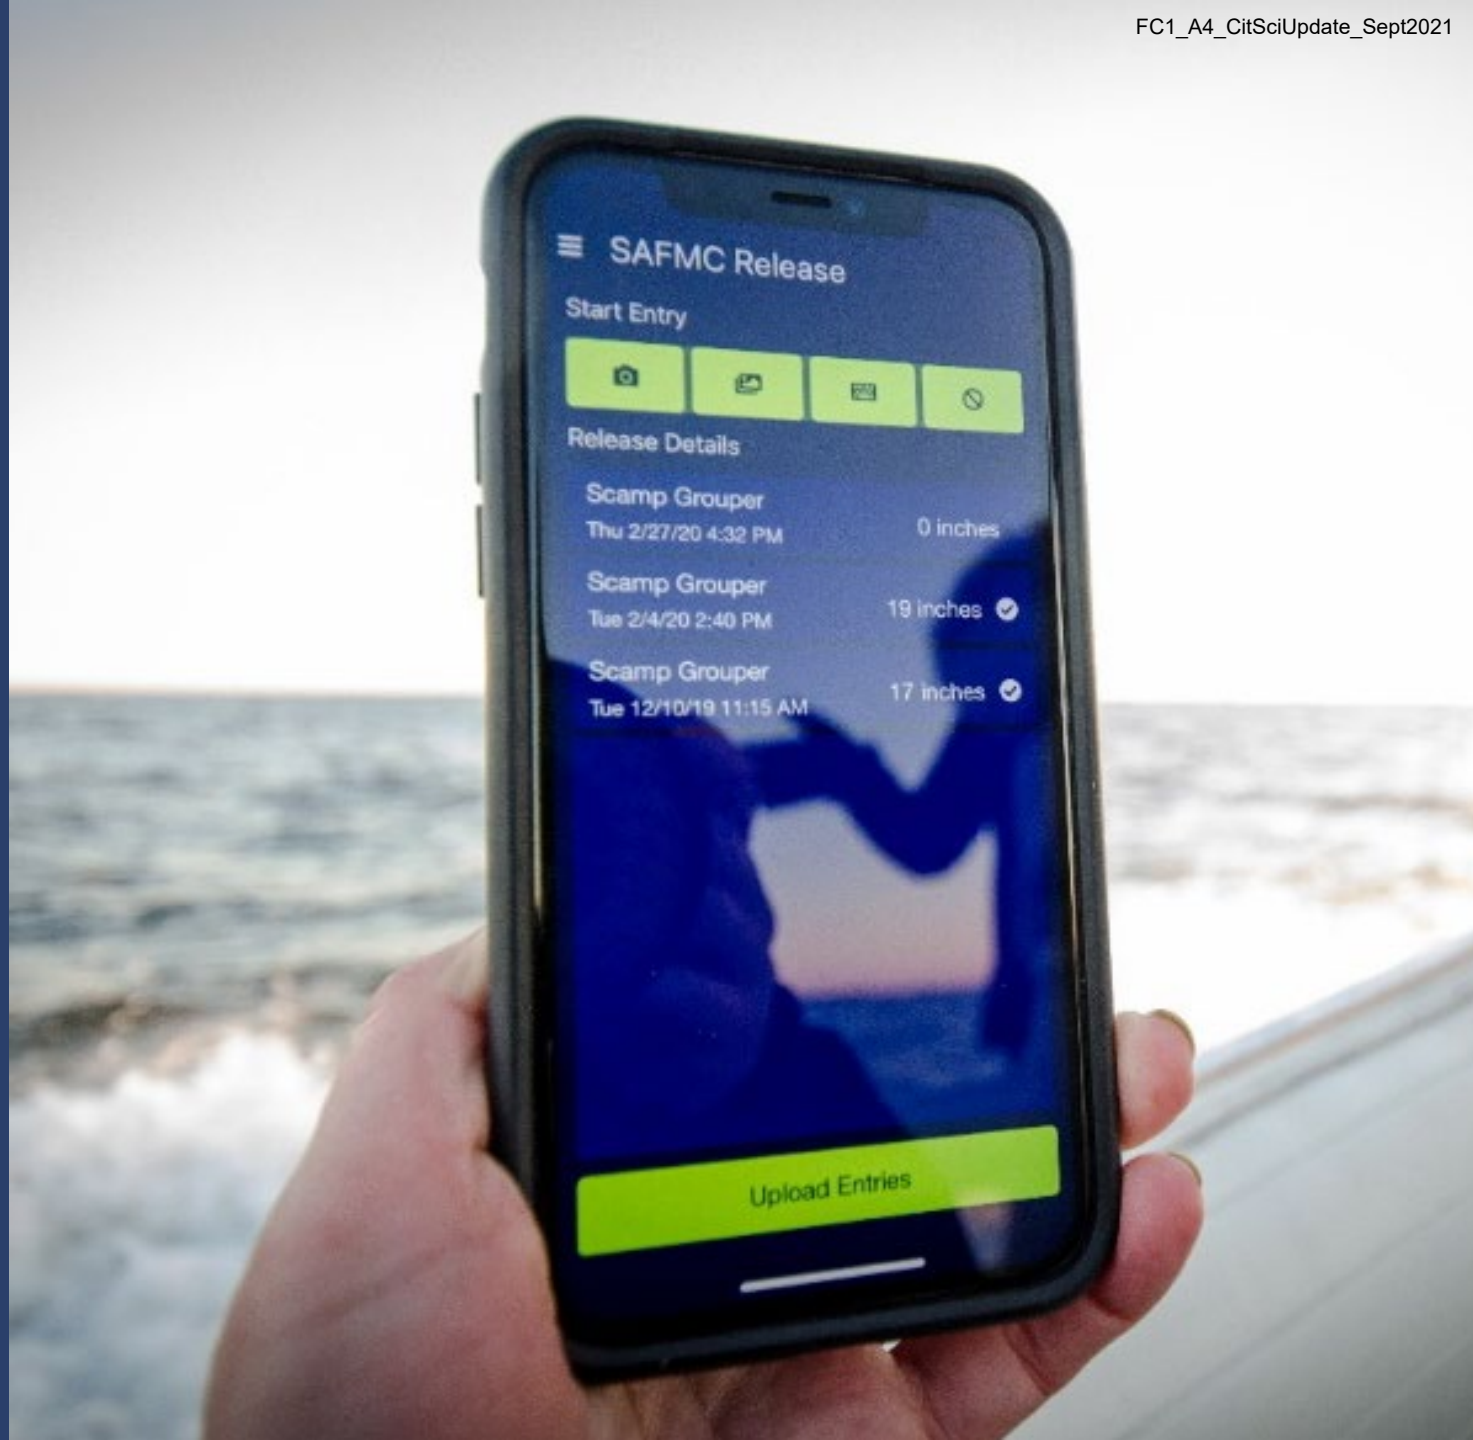 FC1_A4_CitSciUpdate_Sept2021
SAFMC Release
Start Entry
Release Details
Scamp Grouper
Thu 2/27/20 4:32 PM
0 inches
Scamp Grouper
Tue 2/4/20 2:40 PM
19 inches
Scamp Grouper
Tue 12/10/19 11:15 AM
17 inches
Upload Entries